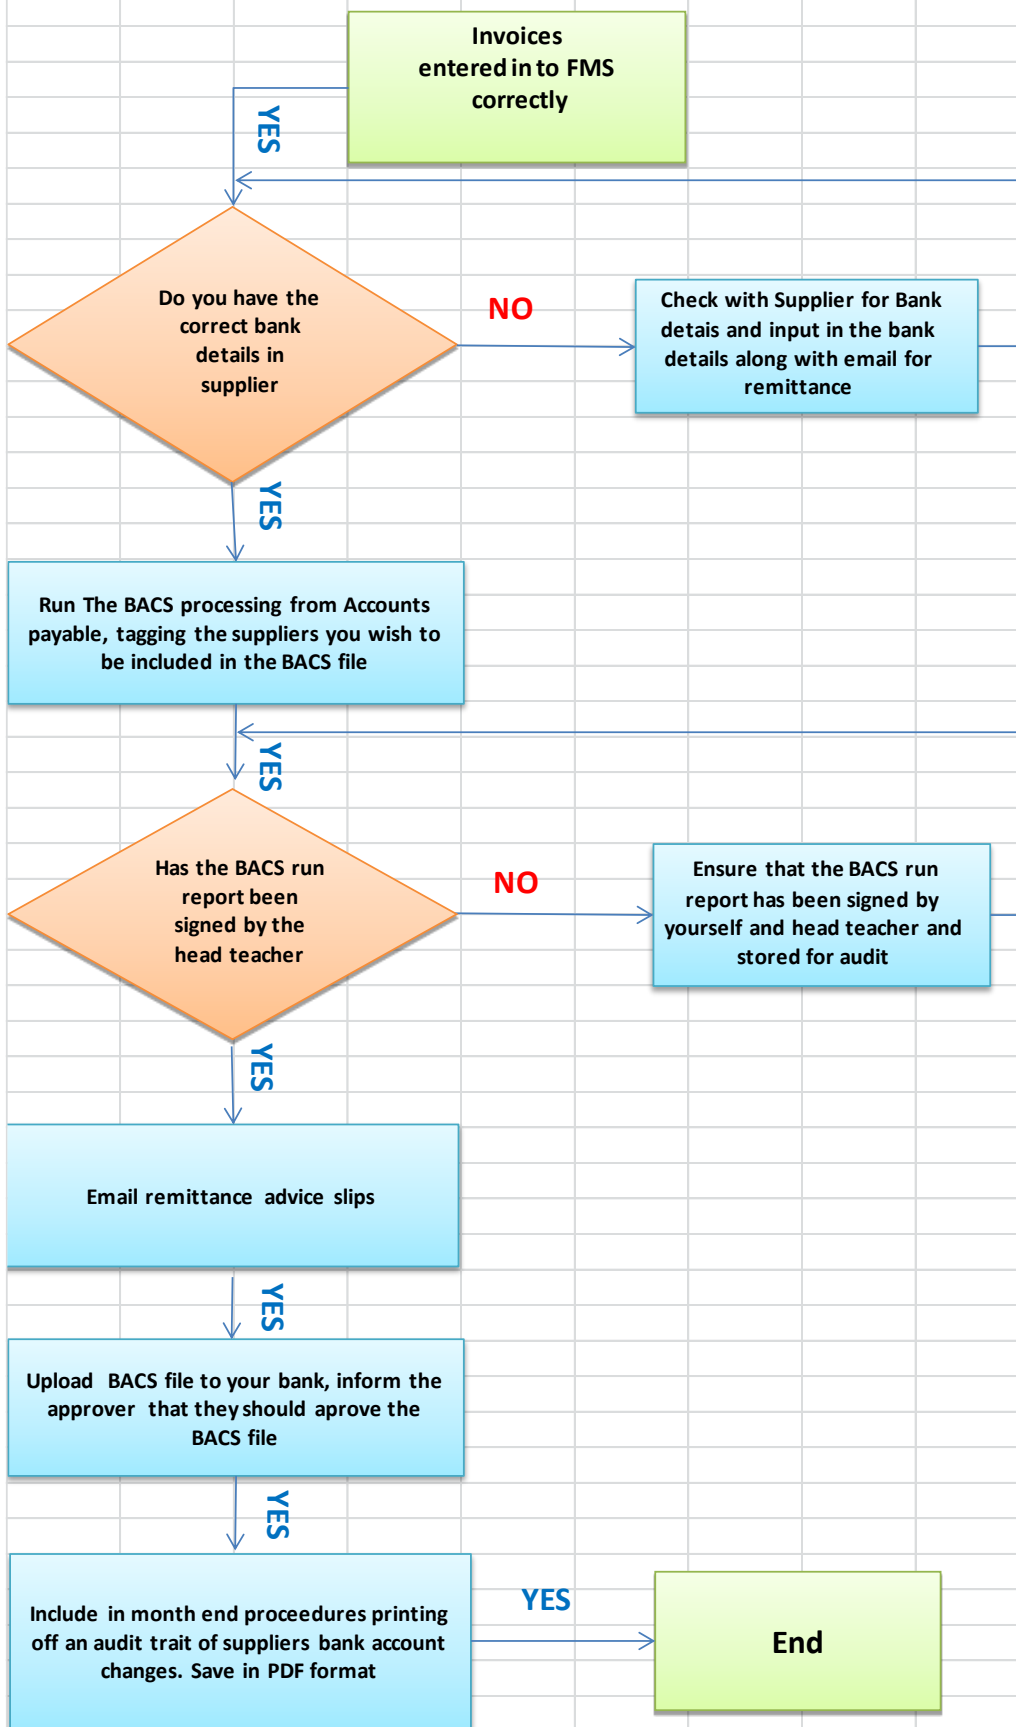 Invoices
entered in to FMS
correctly
YES
Do you have the
correct bank
details in
supplier
NO
Check with Supplier for Bank
detais and input in the bank
details along with email for
remittance
YES
Run The BACS processing from Accounts
payable, tagging the suppliers you wish to
be included in the BACS file
YES
Has the BACS run
report been
signed by the
head teacher
NO
Ensure that the BACS run
report has been signed by
yourself and head teacher and
stored for audit
YES
Email remittance advice slips
YES
Upload BACS file to your bank, inform the
approver that they should aprove the
BACS file
YES
Include in month end proceedures printing
off an audit trait of suppliers bank account
changes. Save in PDF format
YES
End